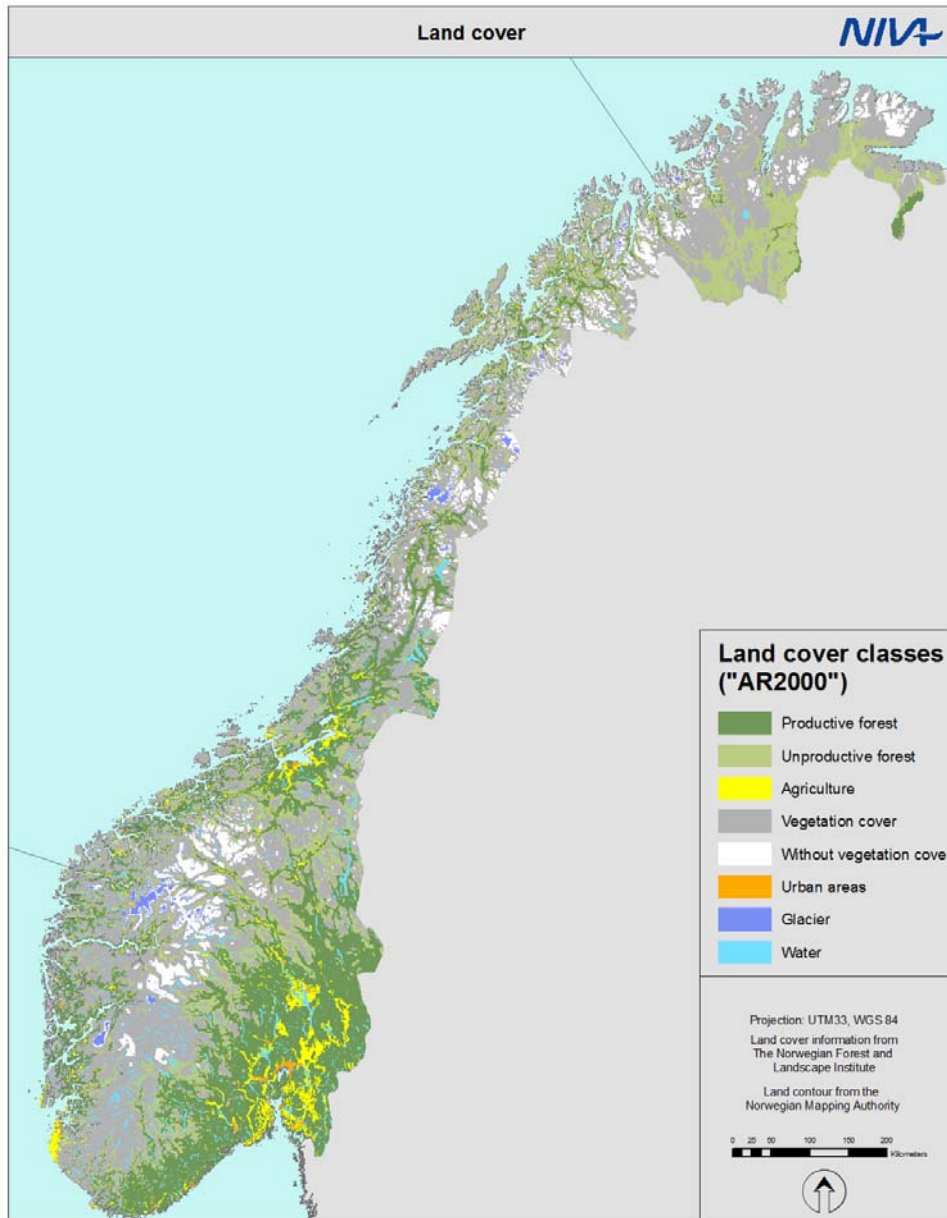 Land cover
NIVA
Land cover classes
("AR2000")
Productive forest
Unproductive forest
Agriculture
Vegetation cover
Without vegetation cove
Urban areas
Glacier
Water
Projection: UTM33, WGS 84
Land cover information from
The Norwegian Forest and
Landscape Institute
Land contour from the
Norwegian Mapping Authority
0 25 50 100 150 200
Kilometers